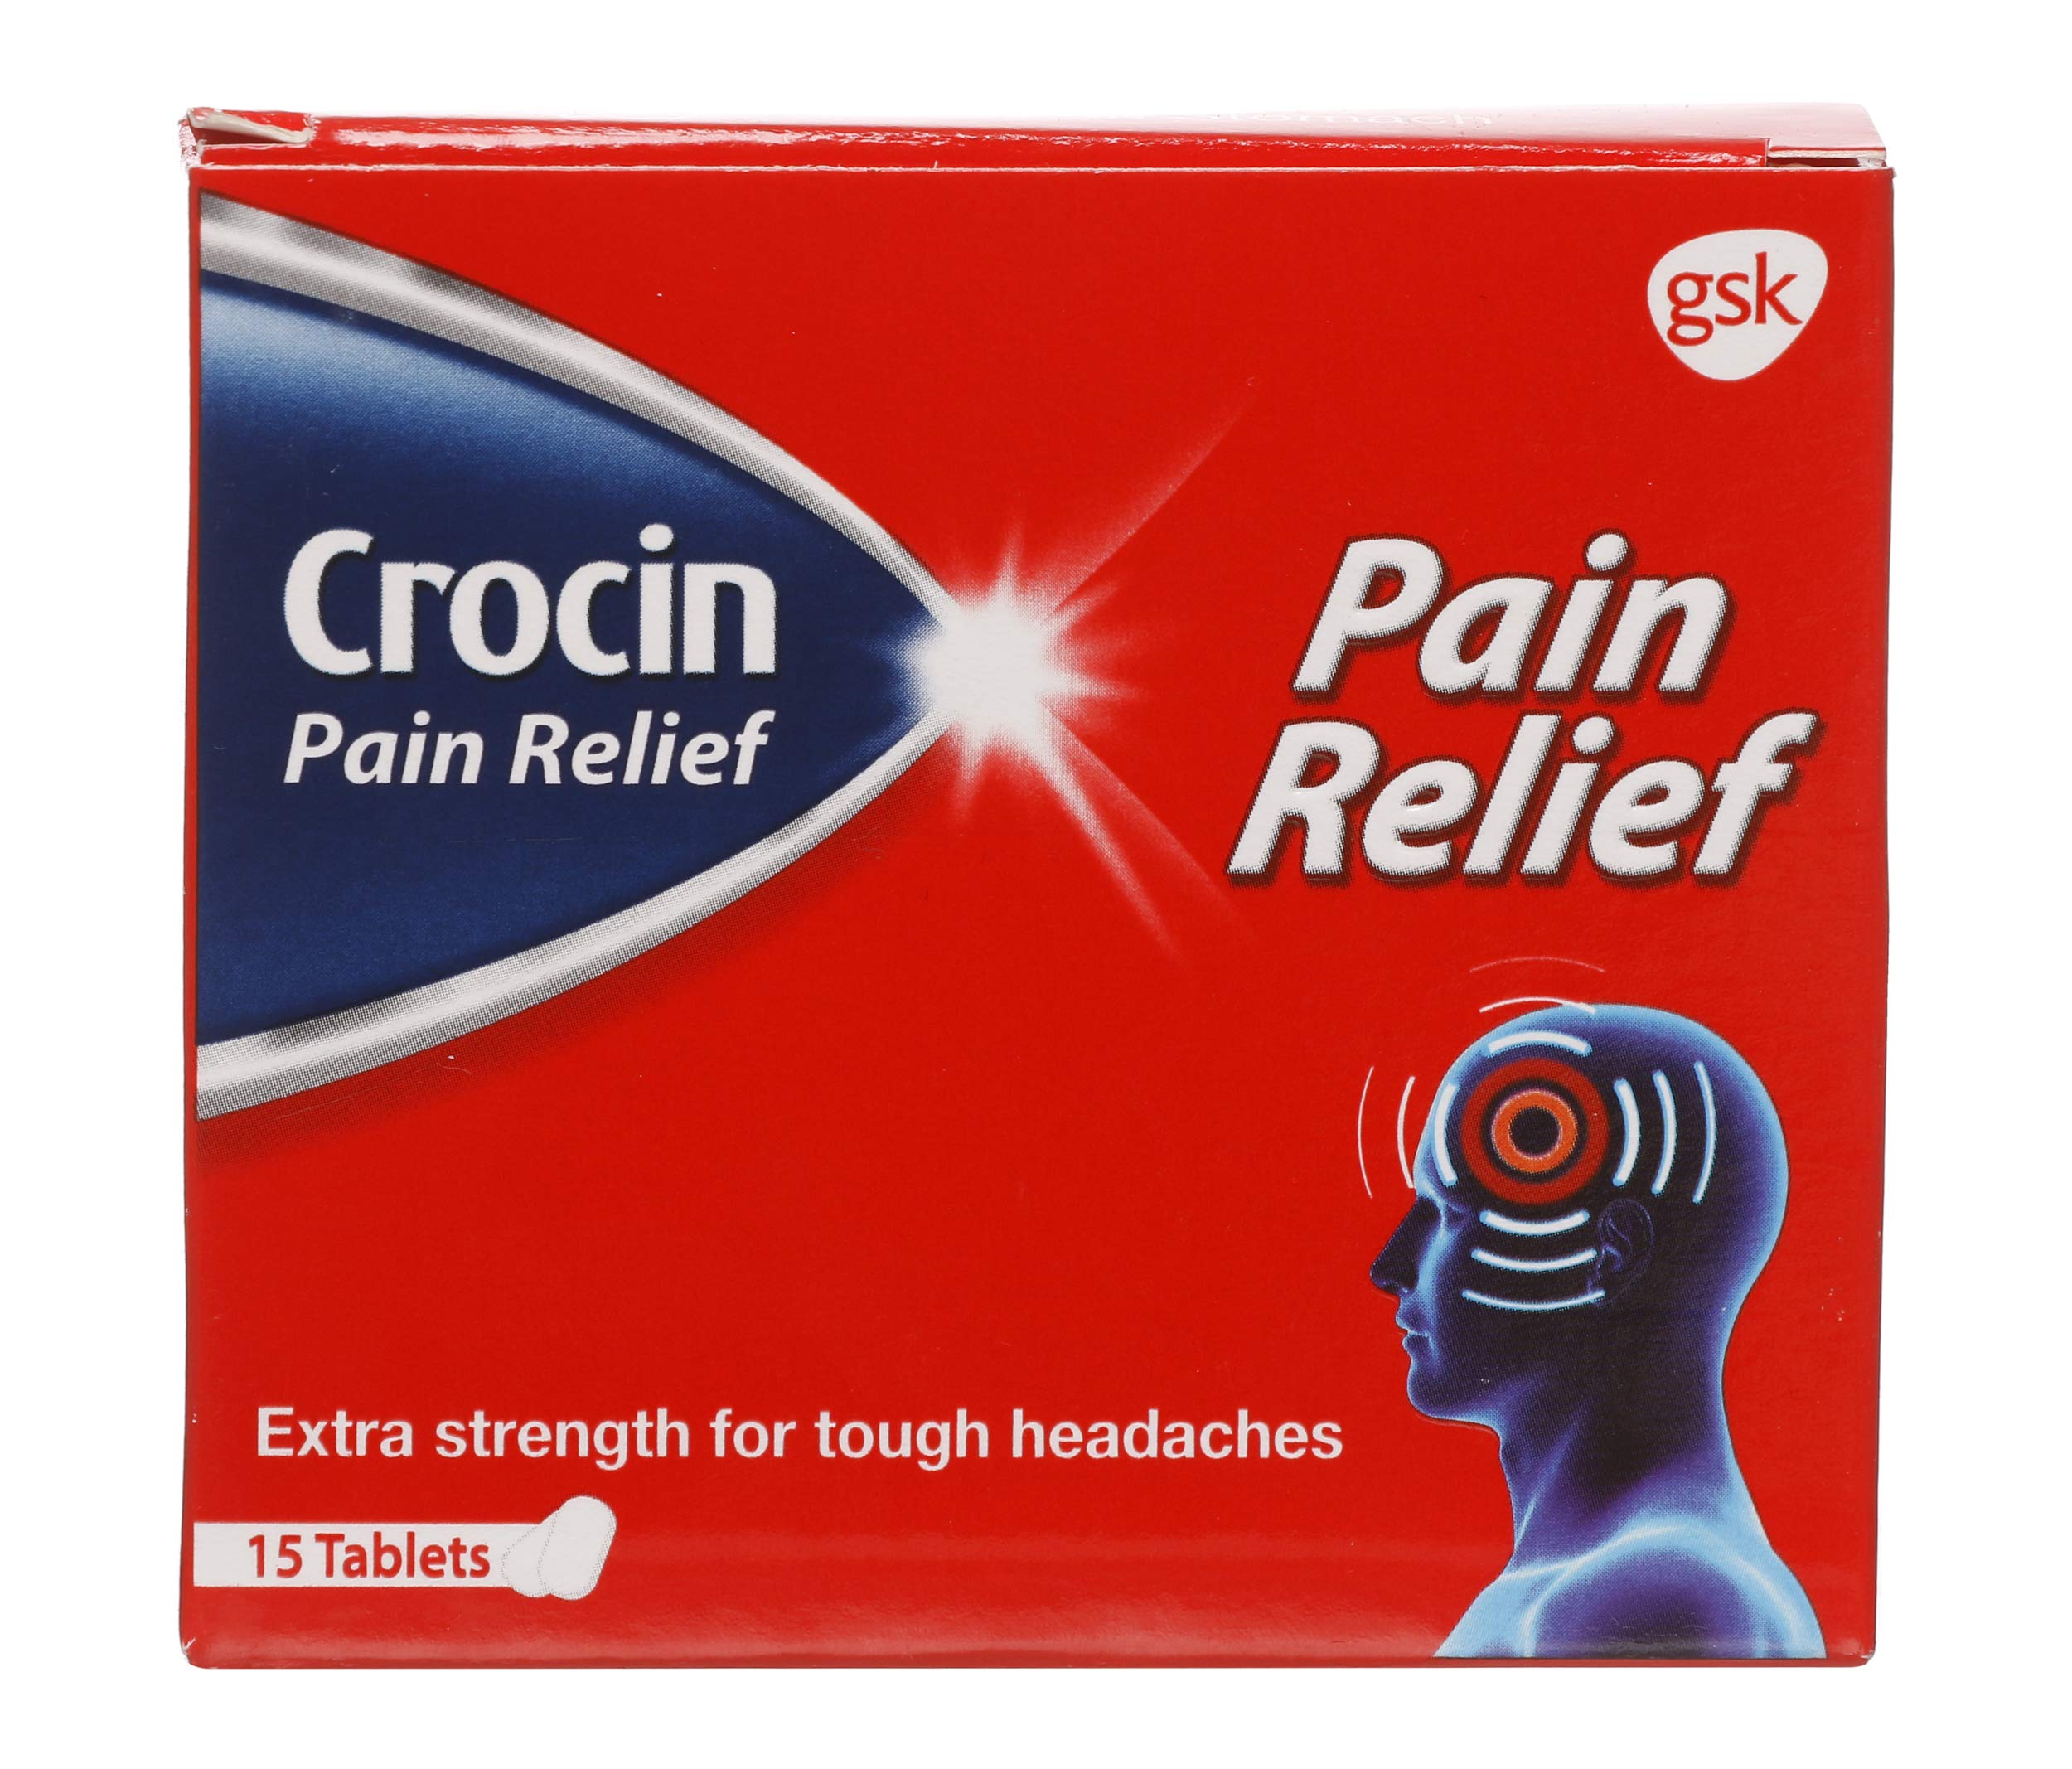 gsk
Crocin
Pain Relief
Pain
Relief
Extra strength for tough headaches
15 Tablets